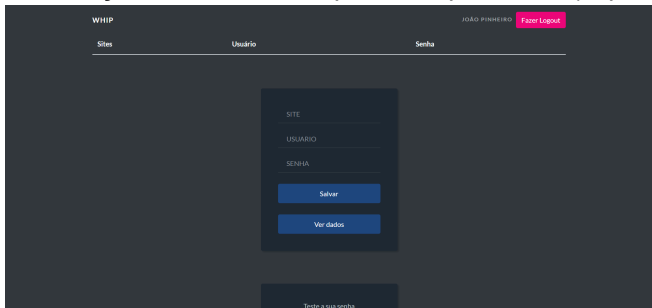 WHIP JOÃO PINHEIRO Fazer Logout
Sites Usuário Senha
SITE
USUARIO
SENHA
Salvar
Ver dados
Teste a sua senha